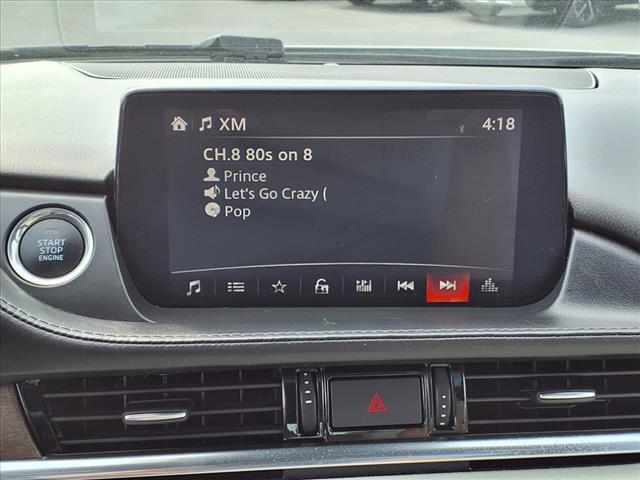 XM 4:18
CH.8 80s on 8
Prince
Let's Go Crazy (
Pop
START
STOP
ENGINE